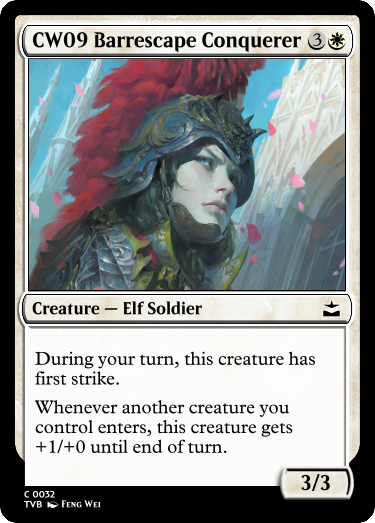 CW09 Barrescape Conquerer 3
Creature — Elf Soldier
During your turn, this creature has
first strike.
Whenever another creature you
control enters, this creature gets
+1/+0 until end of turn.
3/3
C 0032
TVB Feng Wei